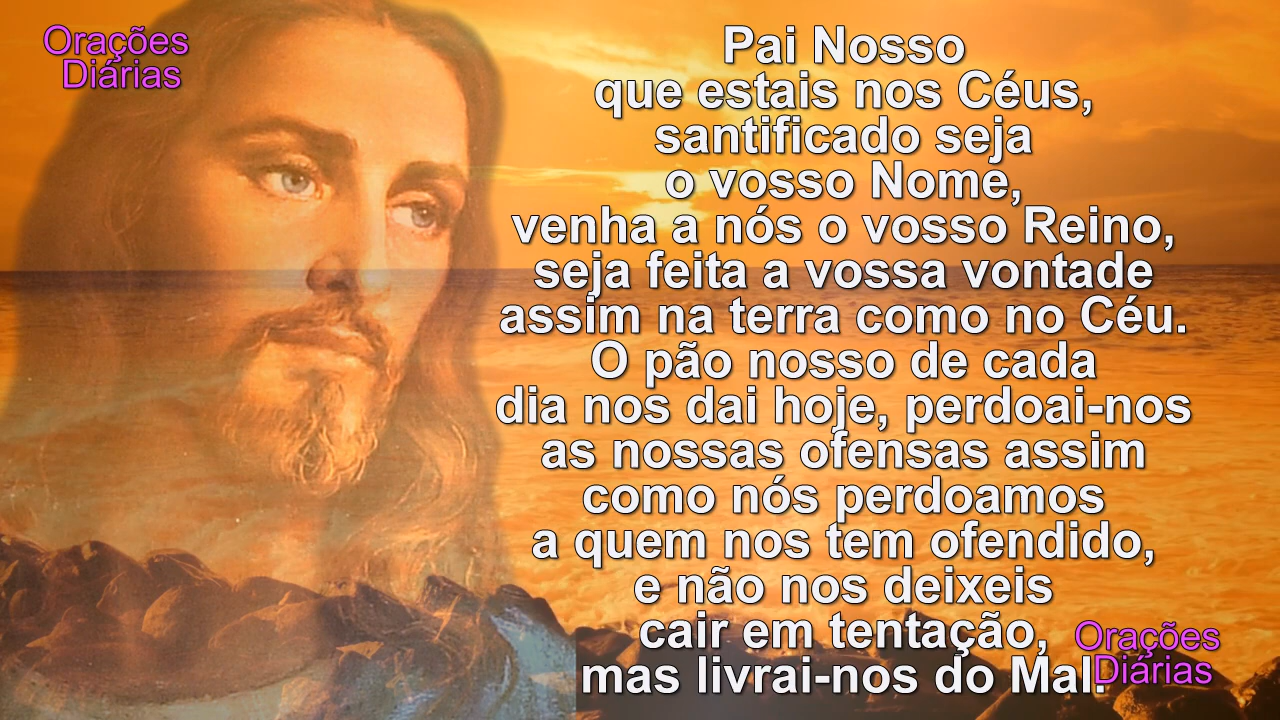 Orações
Diárias
Pai Nosso
que estais nos Céus,
santificado seja
o vosso Nome,
venha a nós o vosso Reino,
seja feita a vossa vontade
assim na terra como no Céu.
O pão nosso de cada
dia nos dai hoje, perdoai-nos
as nossas ofensas assim
como nós perdoamos
a quem nos tem ofendido,
e não nos deixeis
cair em tentação,
mas livrai-nos do Mal.
Orações
Diárias